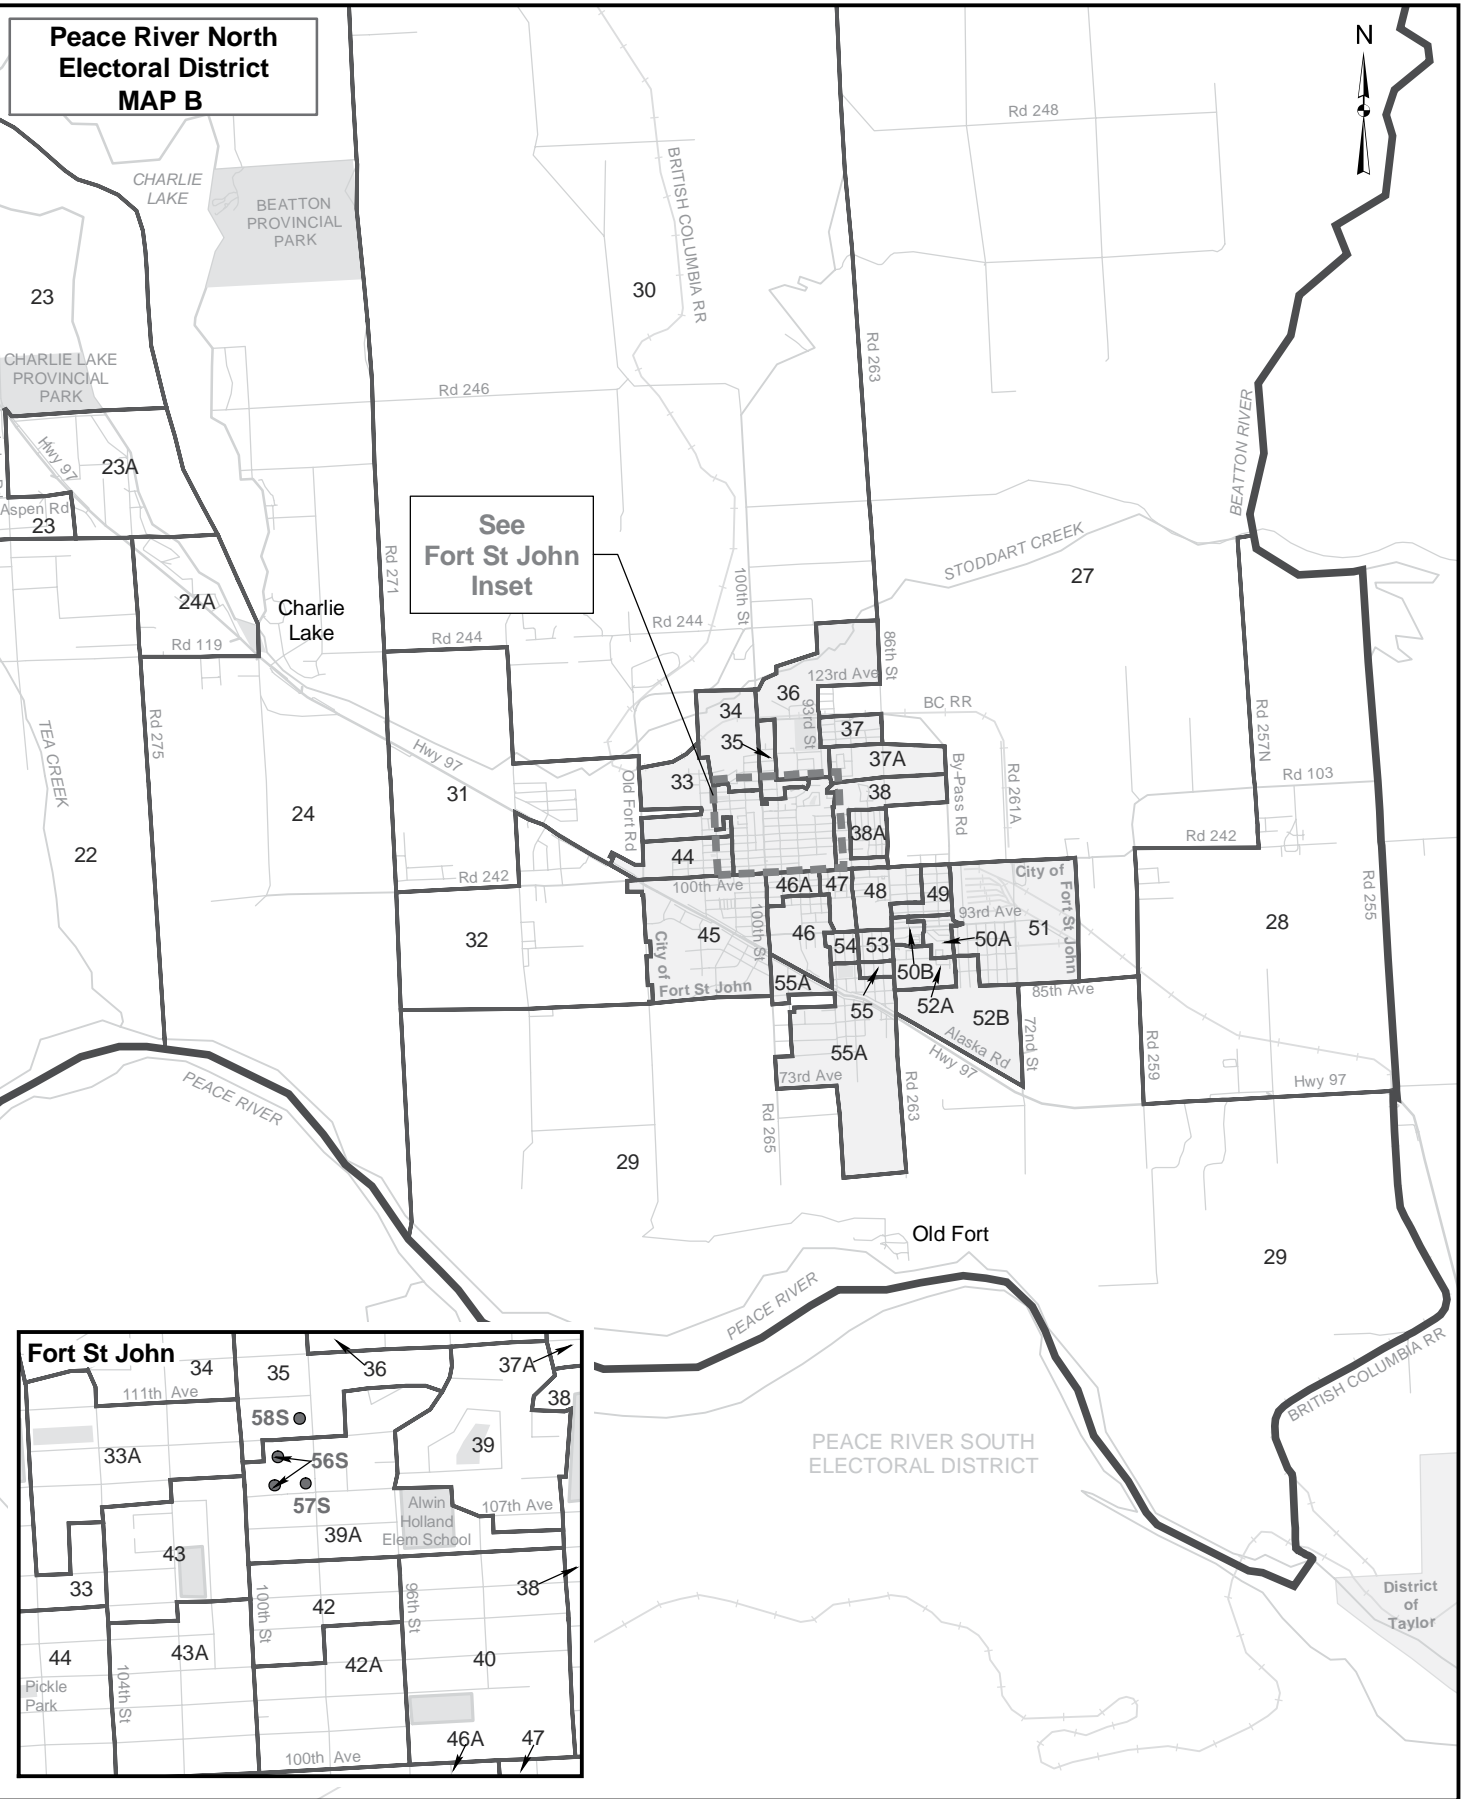 Peace River North
Electoral District
MAP B
N
Rd 248
CHARLIE
LAKE
BEATTON
PROVINCIAL
PARK
BRITISH COLUMBIA RR
23
30
CHARLIE LAKE
PROVINCIAL
PARK
Rd 246
Rd 263
BEATTON RIVER
Hwy 97
23A
Aspen Rd
23
See
Fort St John
Inset
Rd 271
100th St
STODDART CREEK
27
24A
Charlie
Lake
Rd 119
Rd 244
Rd 244
86th St
123rd Ave
36
34
93rd St
BC RR
37
35
37A
TEA CREEK
Rd 275
Hwy 97
Old Fort Rd
33
38
By-Pass Rd
Rd 261A
Rd 257N
Rd 103
31
24
22
38A
Rd 242
44
Rd 242
100th Ave
46A
47
48
49
City of
Fort St John
Rd 255
93rd Ave
28
32
45
100th St
46
54
53
50A
51
City of
Fort St John
55A
50B
52A
85th Ave
55
52B
72nd St
Alaska Rd
Hwy 97
Rd 259
55A
73rd Ave
Hwy 97
PEACE RIVER
Rd 265
Rd 263
29
Old Fort
29
PEACE RIVER
BRITISH COLUMBIA RR
PEACE RIVER SOUTH
ELECTORAL DISTRICT
District
of
Taylor
Fort St John
34
35
36
37A
111th Ave
38
58S
33A
39
56S
57S
Alwin
Holland
Elem School
107th Ave
39A
43
33
38
100th St
42
96th St
44
43A
42A
40
Pickle
Park
104th St
46A
47
100th Ave